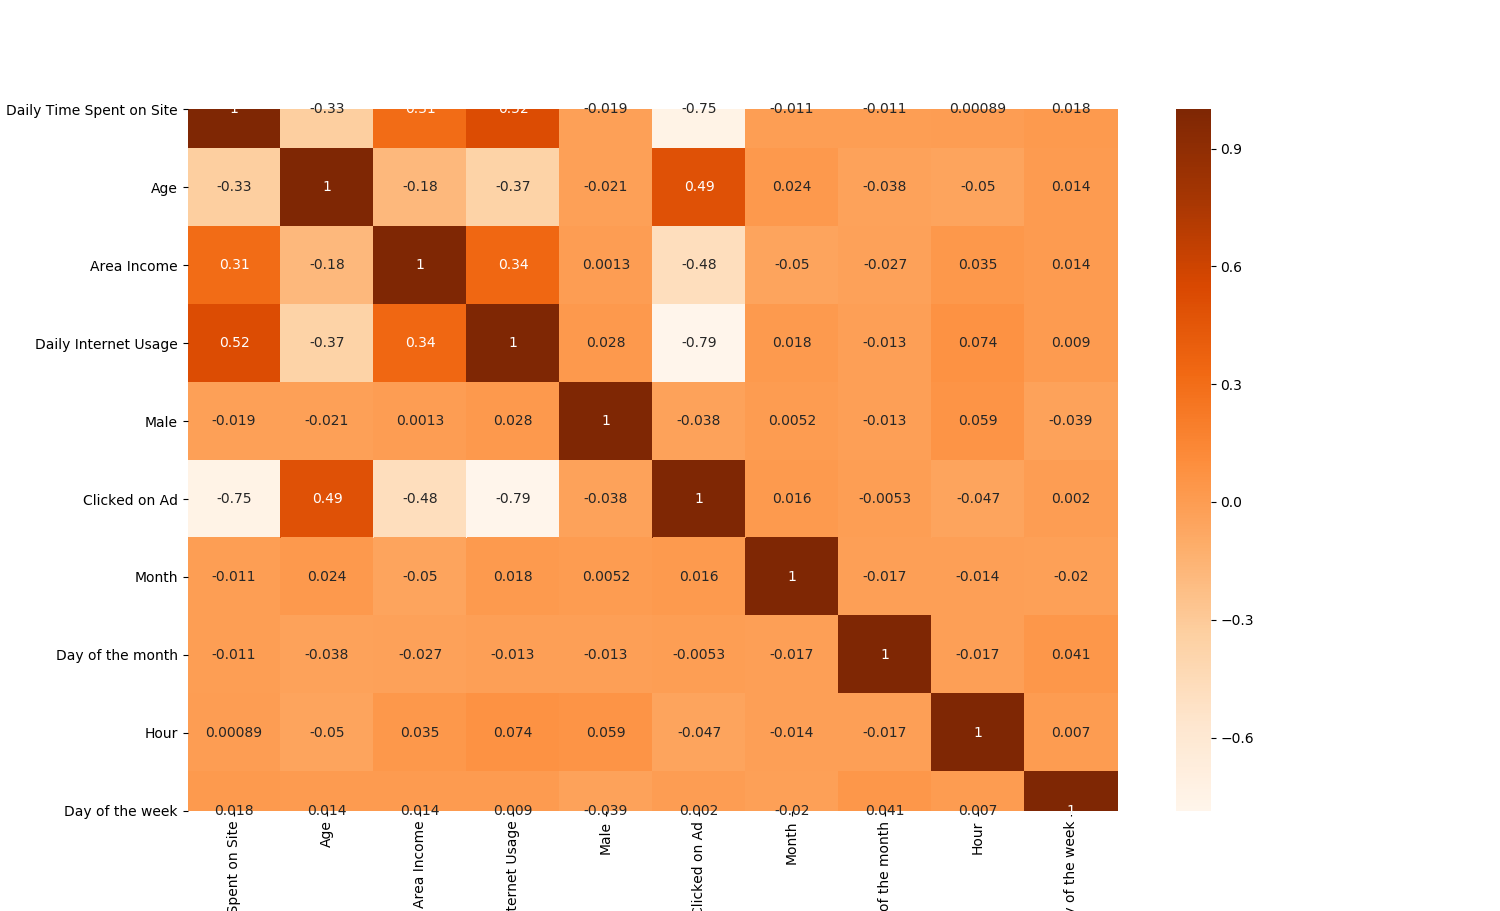 Daily Time Spent on Site 1 -0.33 0.31 0.52 -0.019 -0.75 -0.011 -0.011 0.00089 0.018
Age -0.33 1 -0.18 -0.37 -0.021 0.49 0.024 -0.038 -0.05 0.014
Area Income 0.31 -0.18 1 0.34 0.0013 -0.48 -0.05 -0.027 0.035 0.014
Daily Internet Usage 0.52 -0.37 0.34 1 0.028 -0.79 0.018 -0.013 0.074 0.009
Male -0.019 -0.021 0.0013 0.028 1 -0.038 0.0052 -0.013 0.059 -0.039
Clicked on Ad -0.75 0.49 -0.48 -0.79 -0.038 1 0.016 -0.0053 -0.047 0.002
Month -0.011 0.024 -0.05 0.018 0.0052 0.016 1 -0.017 -0.014 -0.02
Day of the month -0.011 -0.038 -0.027 -0.013 -0.013 -0.0053 -0.017 1 -0.017 0.041
Hour 0.00089 -0.05 0.035 0.074 0.059 -0.047 -0.014 -0.017 1 0.007
Day of the week 0.018 0.014 0.014 0.009 -0.039 0.002 -0.02 0.041 0.007 1
Spent on Site
Age
Area Income
ternet Usage
Male
Clicked on Ad
Month
of the month
Hour
y of the week
0.9
0.6
0.3
0.0
−0.3
−0.6